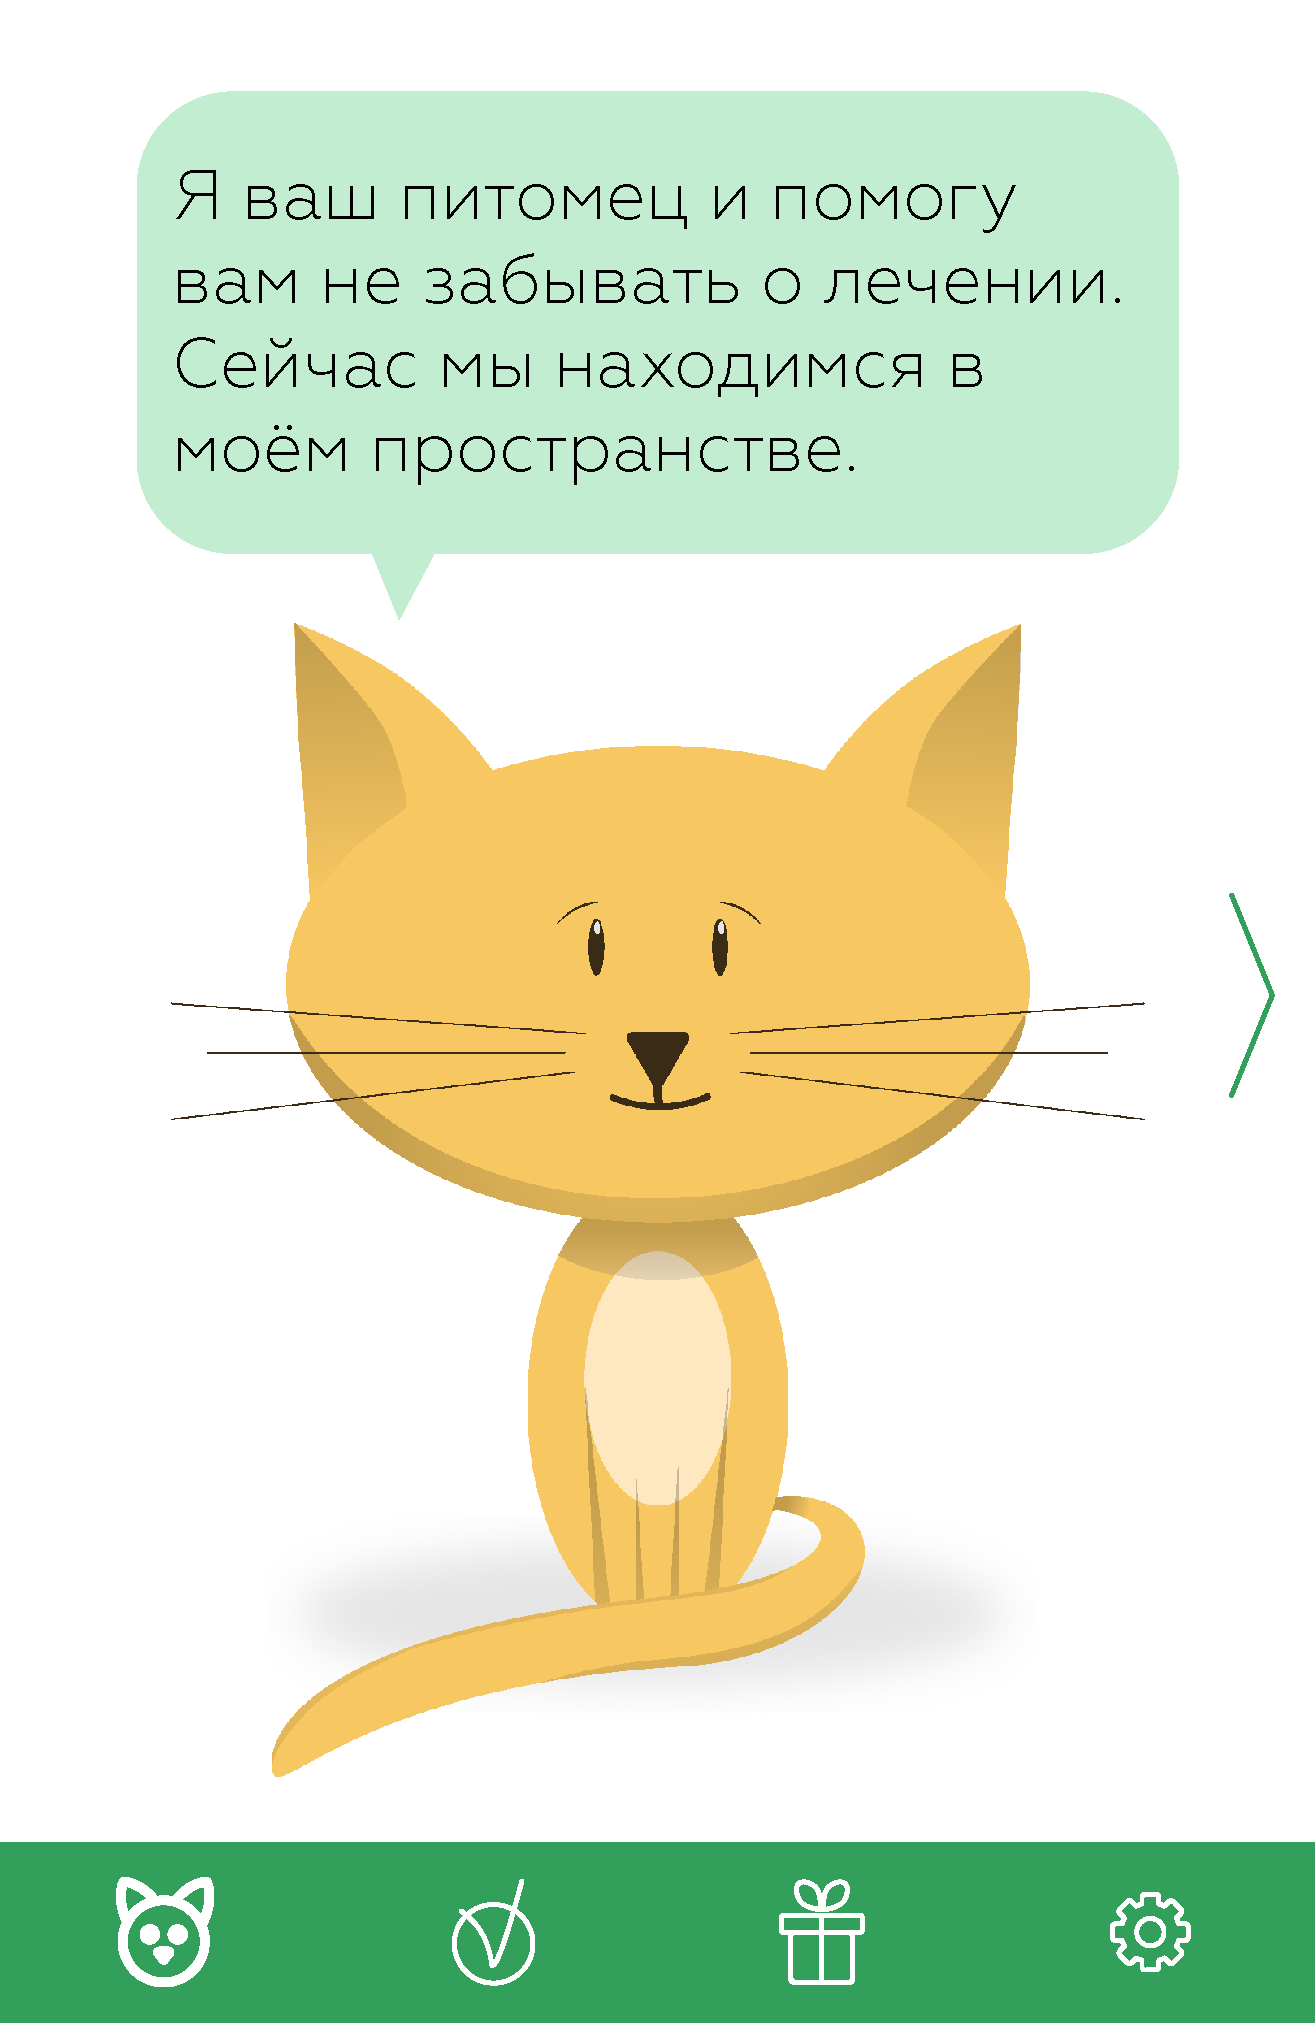 Я ваш питомец и помогу
вам не забывать о лечении.
Сейчас мы находимся в
моём пространстве.